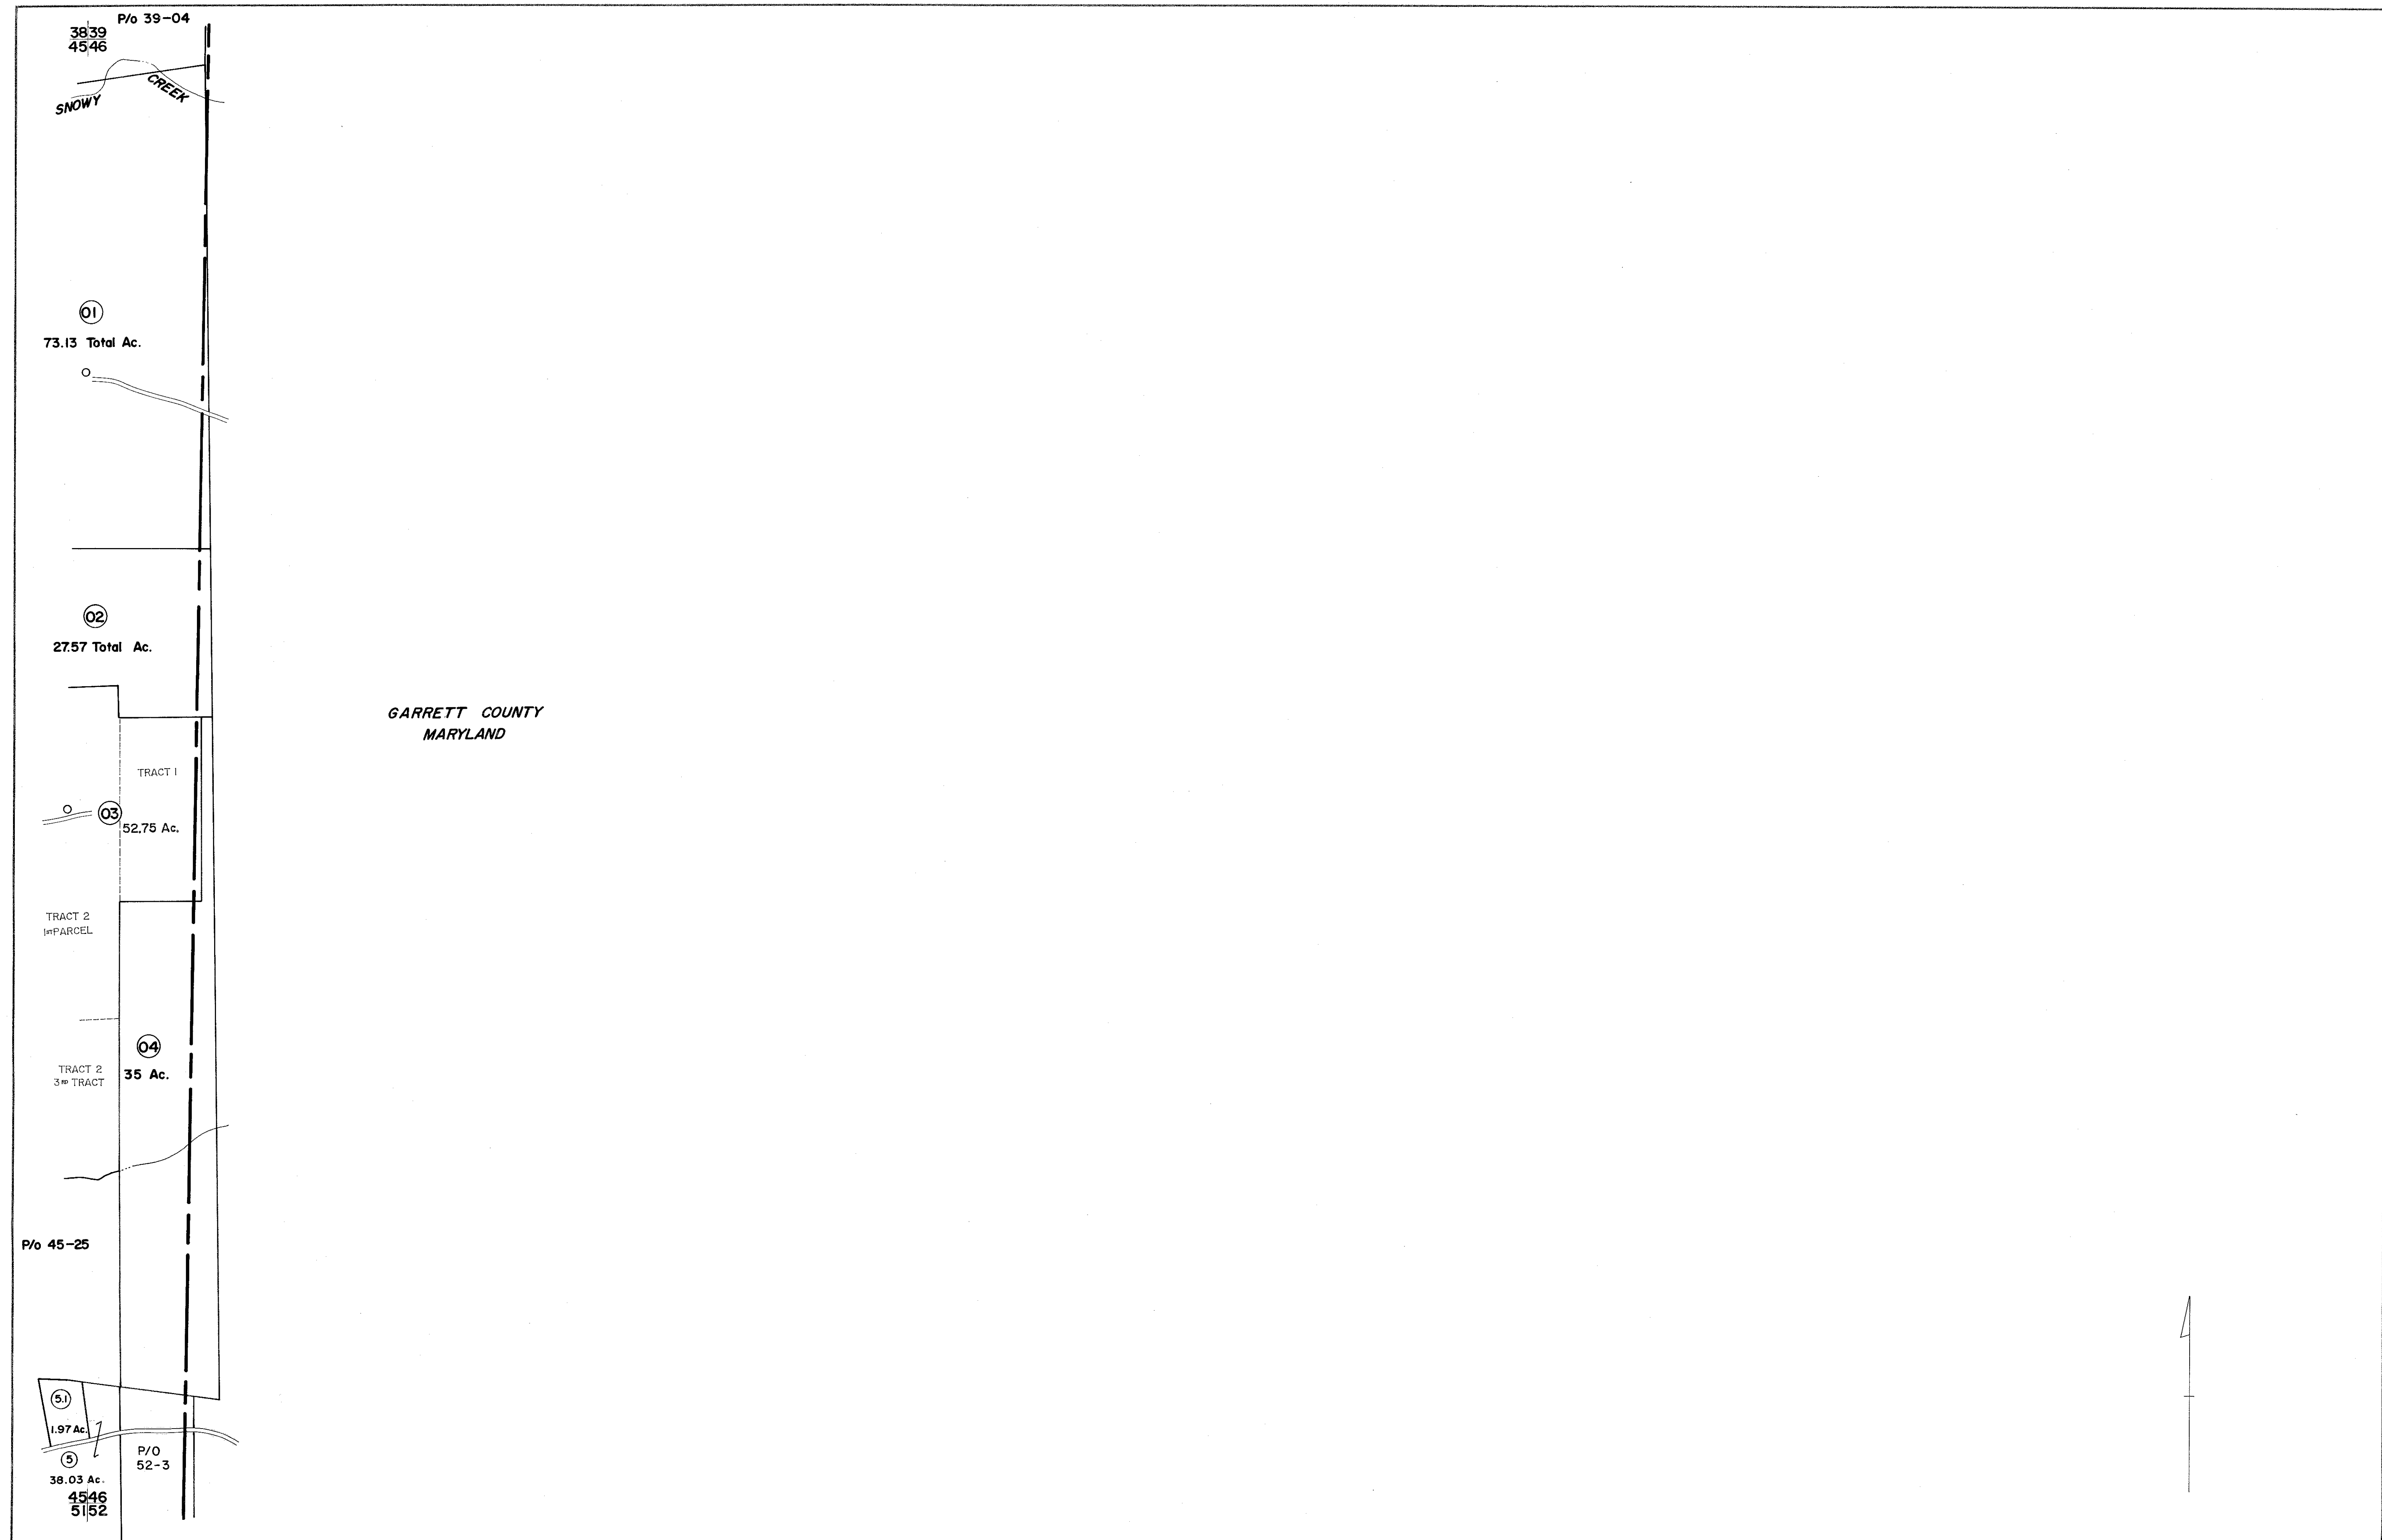 P/o 39-04
38 39
45 46
SNOWY CREEK
01
73.13 Total Ac.
02
27.57 Total Ac.
GARRETT COUNTY
MARYLAND
TRACT 1
03
52.75 Ac.
TRACT 2
1ST PARCEL
04
35 Ac.
TRACT 2
3RD TRACT
P/o 45-25
5.1
1.97 Ac.
P/O
52-3
5
38.03 Ac.
45 46
51 52